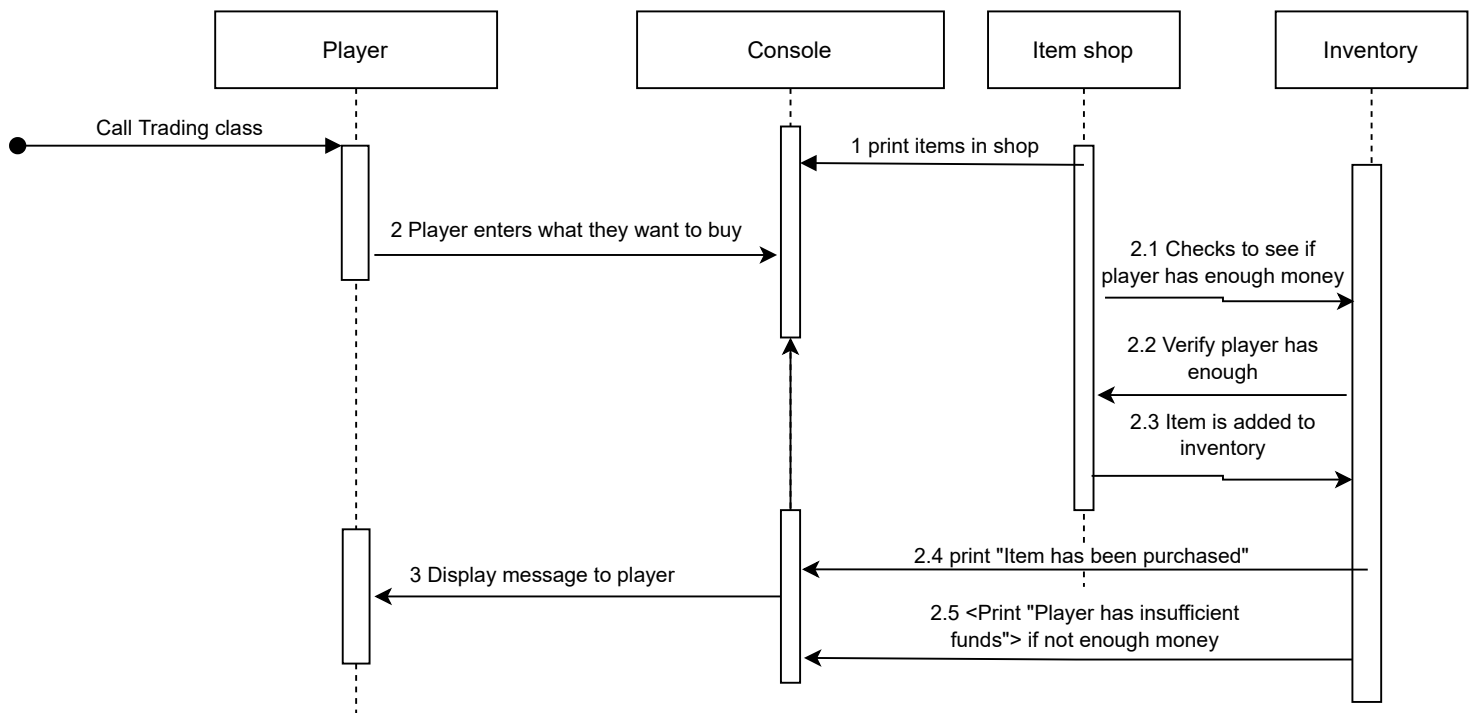 Player
Console
Item shop
Inventory
Call Trading class
1 print items in shop
2 Player enters what they want to buy
2.1 Checks to see if
player has enough money
2.2 Verify player has
enough
2.3 Item is added to
inventory
2.4 print "Item has been purchased"
3 Display message to player
2.5 <Print "Player has insufficient
funds"> if not enough money